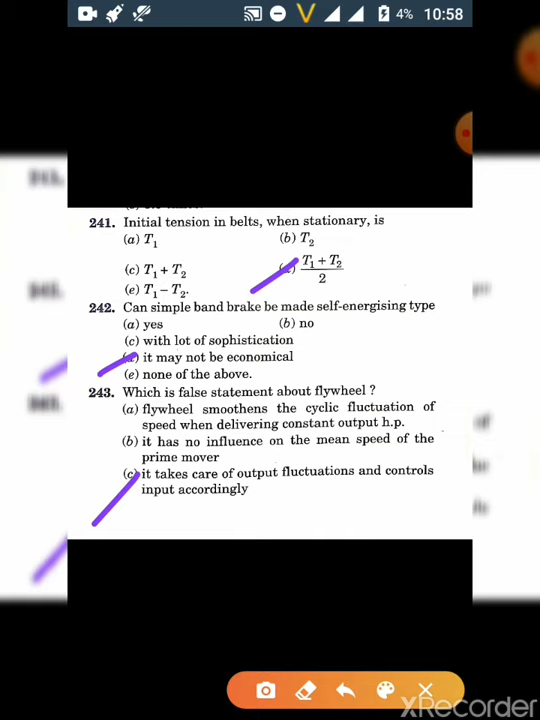 4% 10:58
241. Initial tension in belts, when stationary, is
(a) T₁ (b) T₂
(c) T₁ + T₂ (d) T₁ + T₂ / 2
(e) T₁ − T₂.
242. Can simple band brake be made self-energising type
(a) yes (b) no
(c) with lot of sophistication
(d) it may not be economical
(e) none of the above.
243. Which is false statement about flywheel ?
(a) flywheel smoothens the cyclic fluctuation of
speed when delivering constant output h.p.
(b) it has no influence on the mean speed of the
prime mover
(c) it takes care of output fluctuations and controls
input accordingly
XRecorder